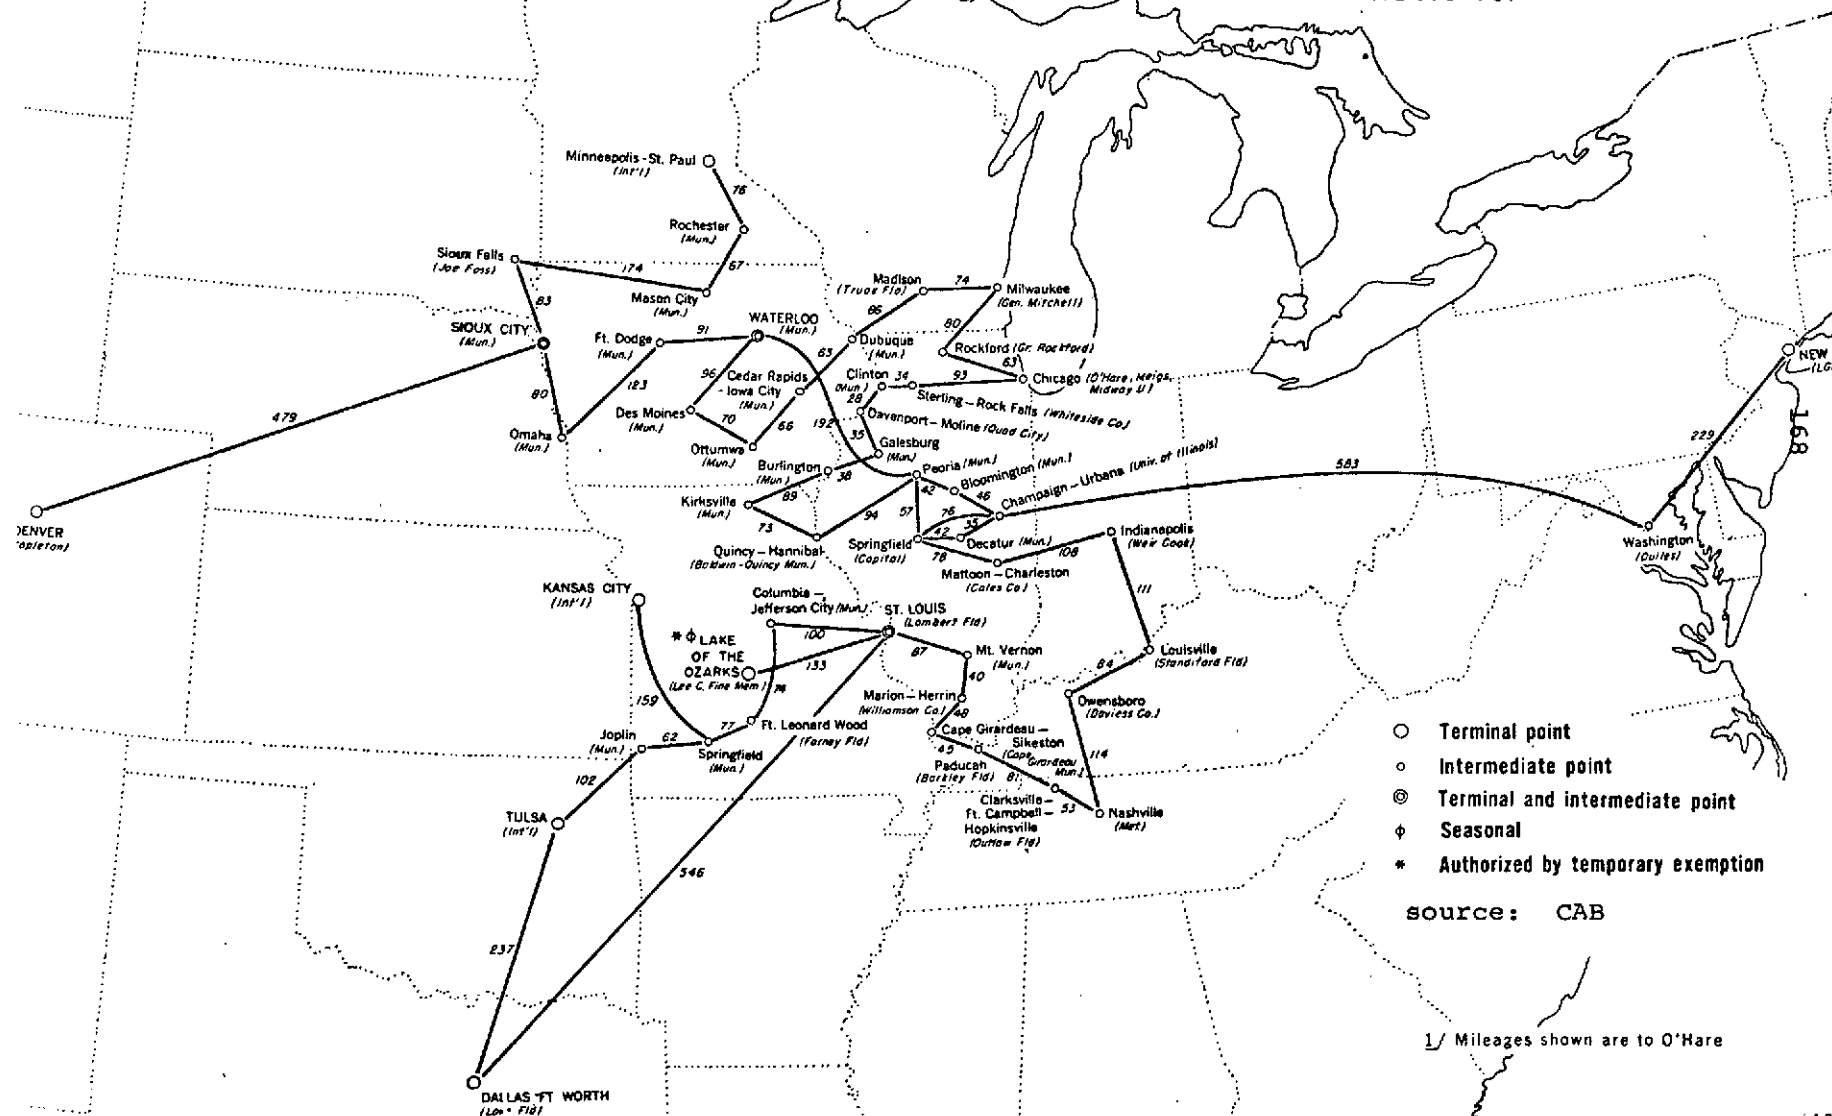 Minneapolis-St. Paul
(Int'l)
76
Rochester
(Mun.)
67
Sioux Falls
(Joe Foss)
174
Mason City
(Mun.)
83
SIOUX CITY
(Mun.)
479
DENVER
80
Omaha
(Mun.)
123
Ft. Dodge
(Mun.)
91
WATERLOO
(Mun.)
96
Des Moines
(Mun.)
70
Ottumwa
(Mun.)
66
Cedar Rapids
-Iowa City
(Mun.)
63
Dubuque
(Mun.)
86
Madison
(Truax Fld)
74
Milwaukee
(Gen. Mitchell)
80
Rockford (Gr. Rockford)
63
Chicago (O'Hare, Meigs,
Midway 1/)
93
Clinton
(Mun.)
34
Sterling-Rock Falls (Whiteside Co.)
28
Davenport-Moline (Quad City)
35
192
Galesburg
(Mun.)
38
Burlington
(Mun.)
89
Kirksville
(Mun.)
73
Quincy-Hannibal
(Baldwin-Quincy Mun.)
94
Peoria (Mun.)
42
Bloomington (Mun.)
46
Champaign-Urbana (Univ. of Illinois)
57
76
35
42
Springfield
(Capital)
Decatur (Mun.)
78
Mattoon-Charleston
(Coles Co.)
108
Indianapolis
(Weir Cook)
583
Washington
(Dulles)
229
NEW
168
111
Louisville
(Standiford Fld)
84
Owensboro
(Daviess Co.)
114
Nashville
(Met.)
53
Clarksville-
Ft. Campbell-
Hopkinsville
(Outlaw Fld)
81
Paducah
(Barkley Fld)
45
Cape Girardeau-
Sikeston
(Cape
Girardeau
Mun.)
48
Marion-Herrin
(Williamson Co.)
40
Mt. Vernon
(Mun.)
87
ST. LOUIS
(Lambert Fld)
100
Columbia-
Jefferson City (Mun.)
133
*ϕ LAKE
OF THE
OZARKS
(Lee C. Fine Mem.)
74
KANSAS CITY
(Int'l)
159
77
Ft. Leonard Wood
(Forney Fld)
Springfield
(Mun.)
62
Joplin
(Mun.)
102
TULSA
(Int'l)
237
546
DALLAS-FT WORTH
○ Terminal point
○ Intermediate point
◎ Terminal and intermediate point
ϕ Seasonal
* Authorized by temporary exemption
source: CAB
1/ Mileages shown are to O'Hare